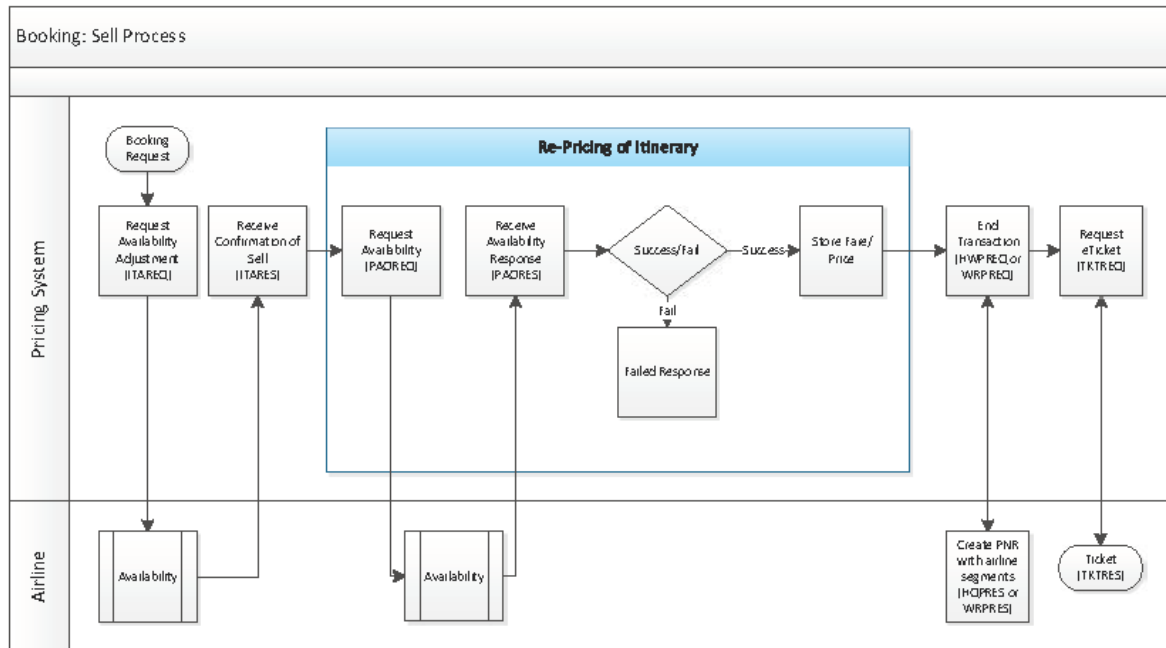 Booking: Sell Process
Pricing System
Booking
Request
Request
Availability
Adjustment
(ITAREQ)
Receive
Confirmation of
Sell
(ITARES)
Re-Pricing of Itinerary
Request
Availability
(PAOREQ)
Receive
Availability
Response
(PAORES)
Success/Fail
Success
Fail
Failed Response
Store Fare/
Price
End
Transaction
(HWPREQ or
WRPREQ)
Request
eTicket
(TKTREQ)
Airline
Availability
Availability
Create PNR
with airline
segments
(HQPRES or
WRPRES)
Ticket
(TKTRES)